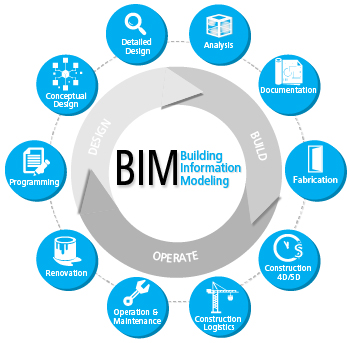 Detailed
Design
Analysis
Documentation
Fabrication
Construction
4D/5D
Construction
Logistics
Operation &
Maintenance
Renovation
Programming
Conceptual
Design
DESIGN
BUILD
OPERATE
BIM
Building
Information
Modeling